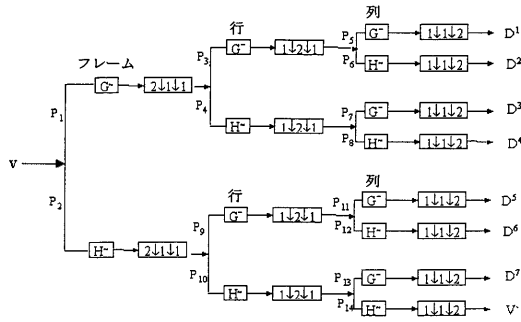 行
列
フレーム
P₅ G~ 1↓1↓2 D¹
P₃ G~ 1↓2↓1
P₆ H~ 1↓1↓2 D²
G~ 2↓1↓1
P₄ P₇ G~ 1↓1↓2 D³
P₁ H~ 1↓2↓1
P₈ H~ 1↓1↓2 D⁴
V
行
列
P₂ P₁₁ G~ 1↓1↓2 D⁵
P₉ G~ 1↓2↓1
P₁₂ H~ 1↓1↓2 D⁶
H~ 2↓1↓1
P₁₀ P₁₃ G~ 1↓1↓2 D⁷
H~ 1↓2↓1
P₁₄ H~ 1↓1↓2 V-